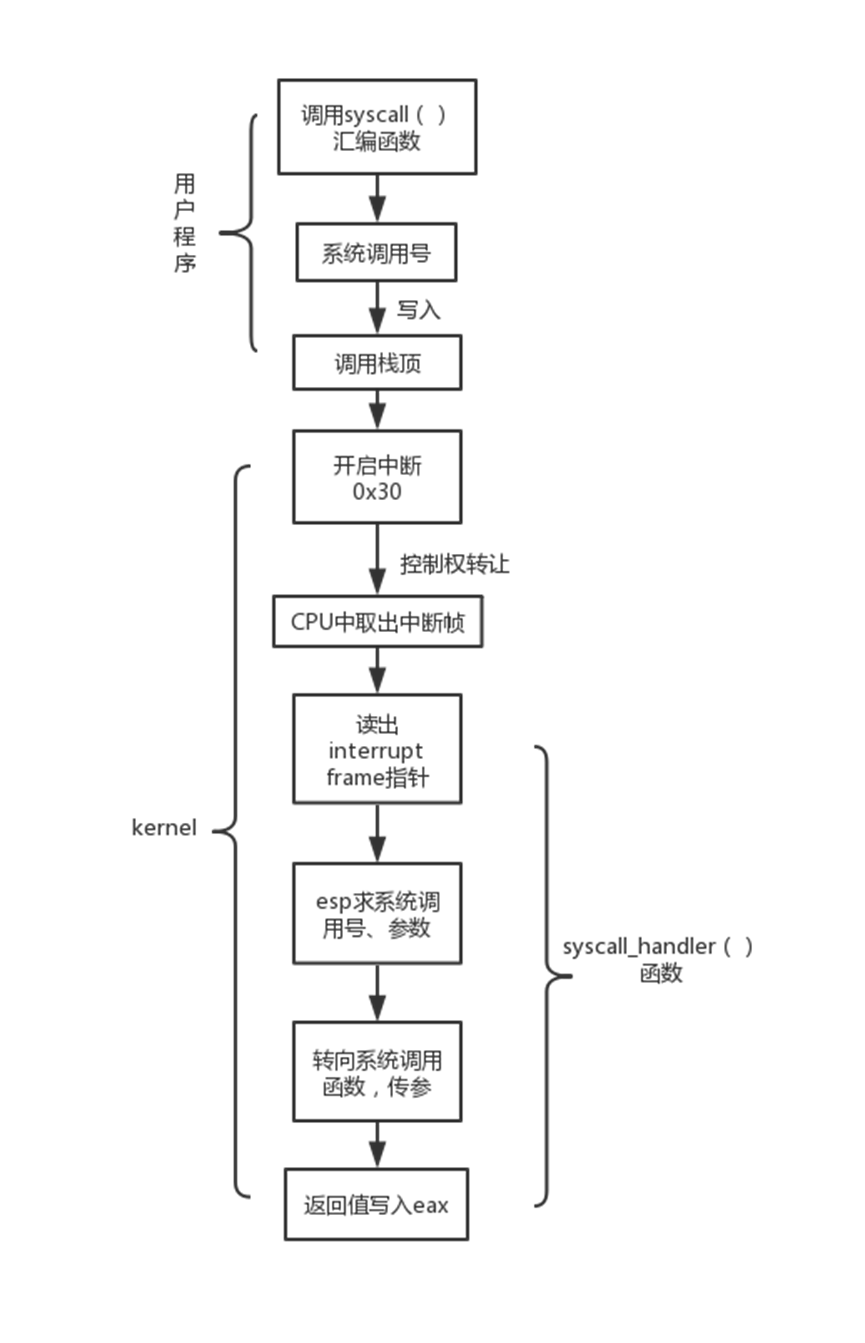 调用syscall（ ）
汇编函数
用
户
程
序
系统调用号
写入
调用栈顶
开启中断
0x30
控制权转让
CPU中取出中断帧
读出
interrupt
frame指针
kernel
esp求系统调
用号、参数
syscall_handler（ ）
函数
转向系统调用
函数，传参
返回值写入eax